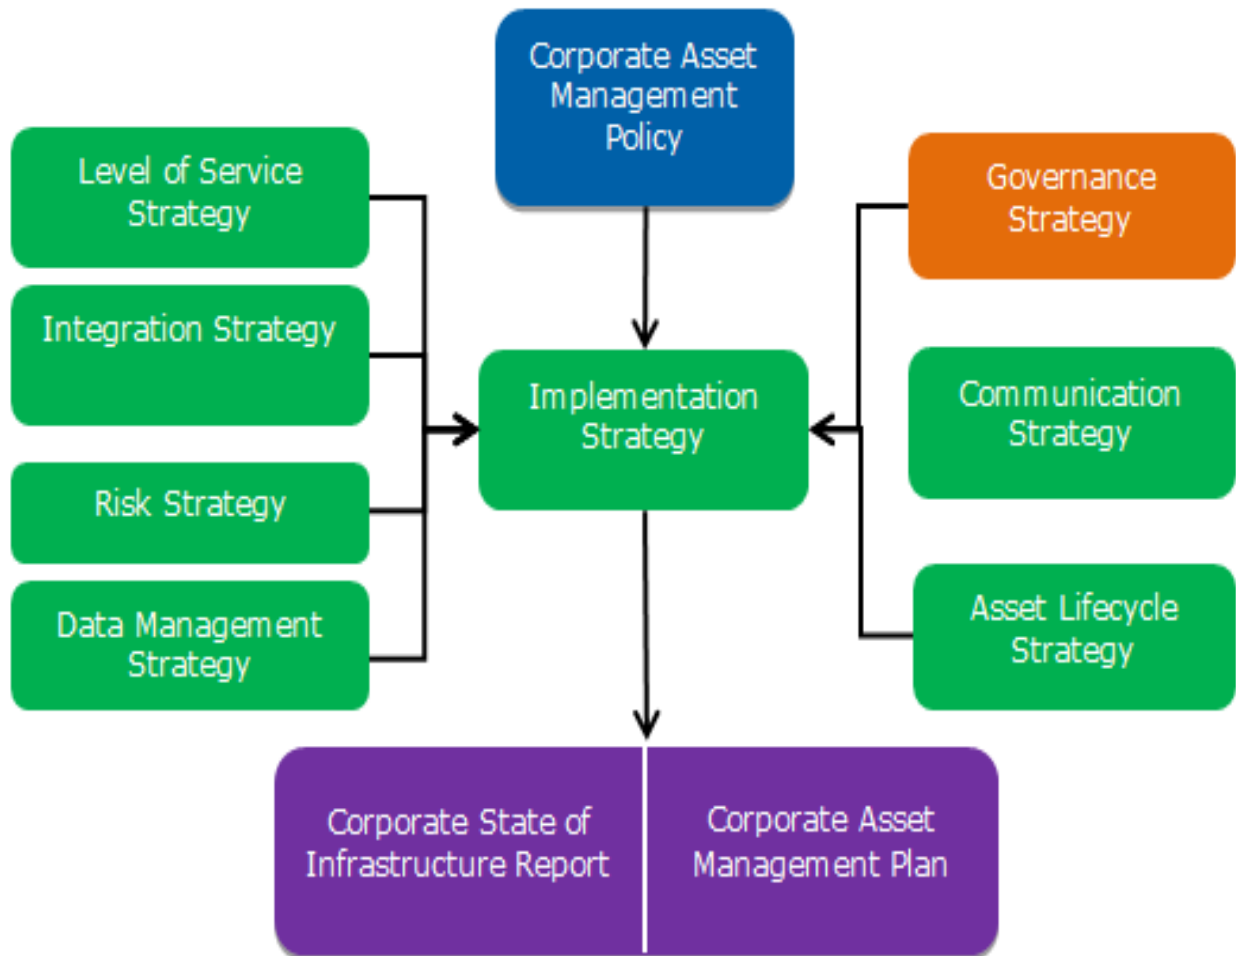 Corporate Asset
Management
Policy
Level of Service
Strategy
Governance
Strategy
Integration Strategy
Implementation
Strategy
Communication
Strategy
Risk Strategy
Data Management
Strategy
Asset Lifecycle
Strategy
Corporate State of
Infrastructure Report
Corporate Asset
Management Plan